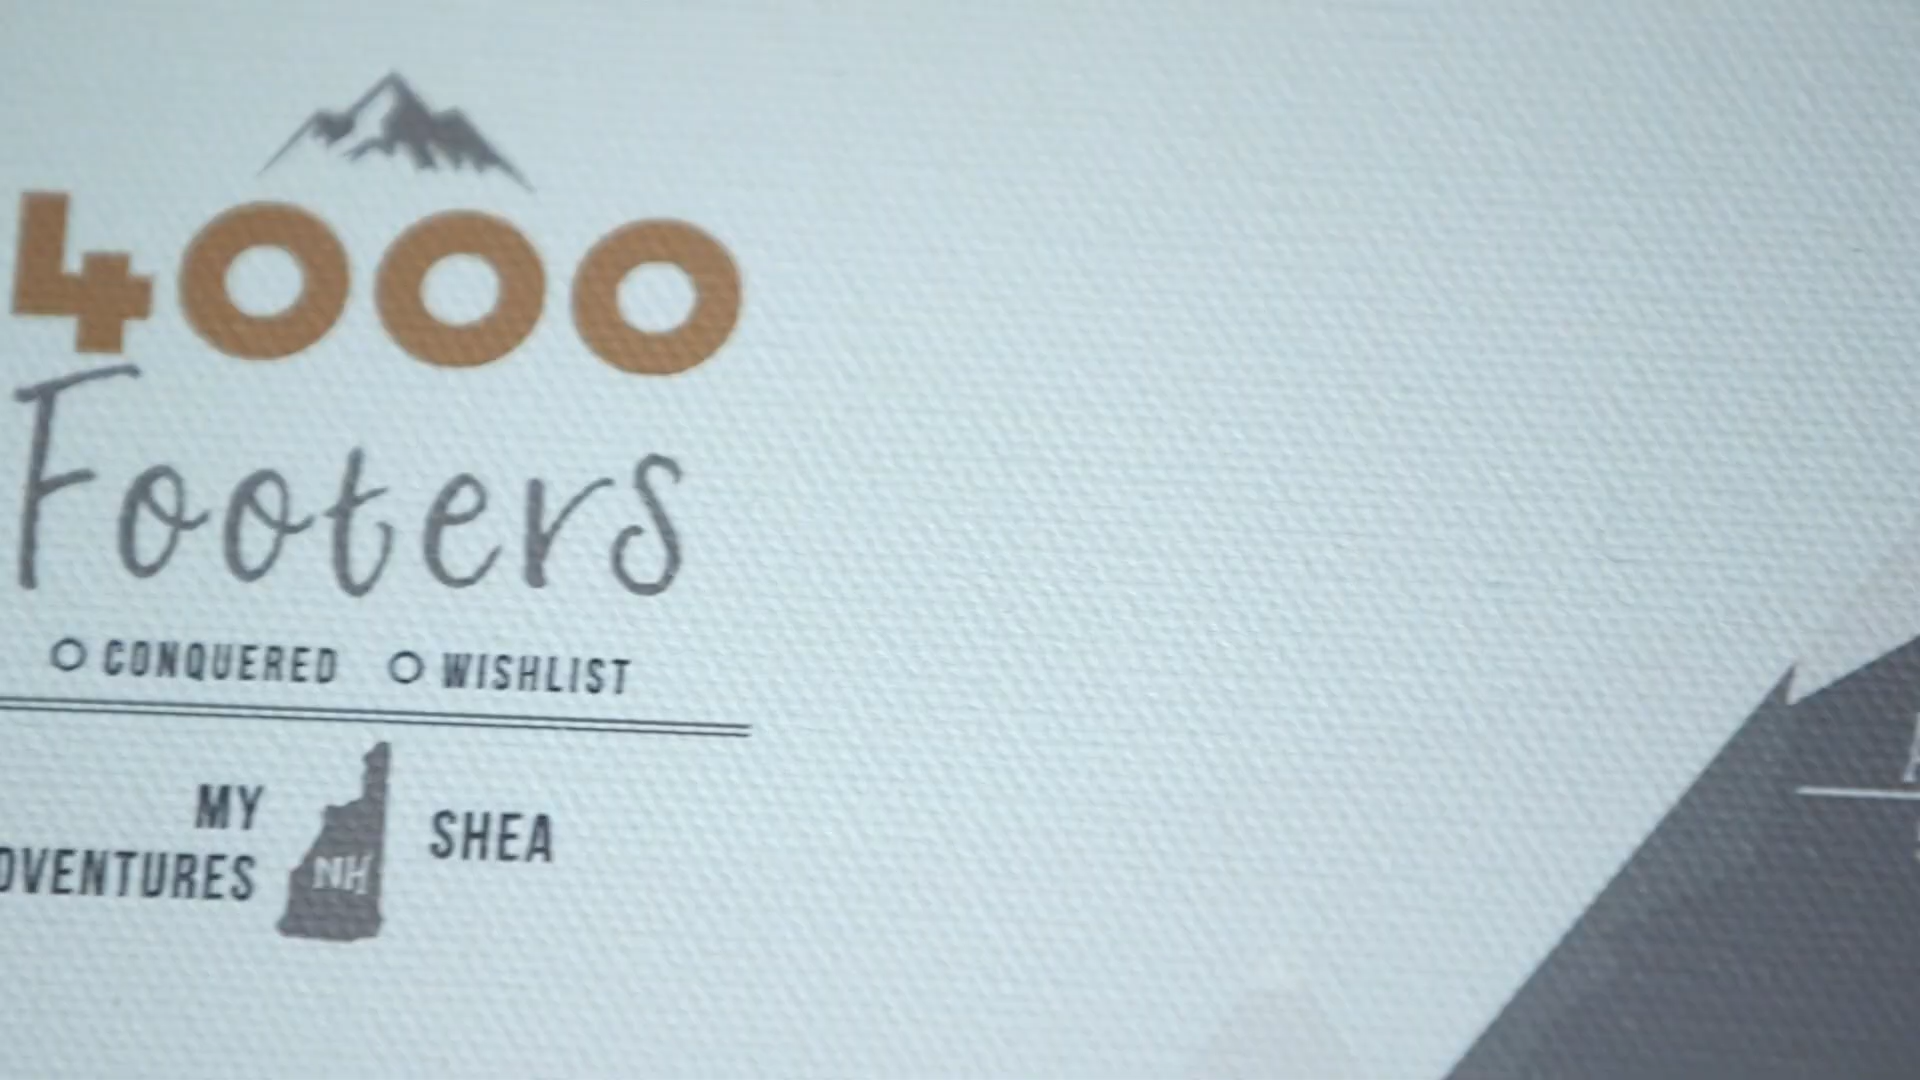 4000
Footers
CONQUERED WISHLIST
MY
DVENTURES
NH
SHEA